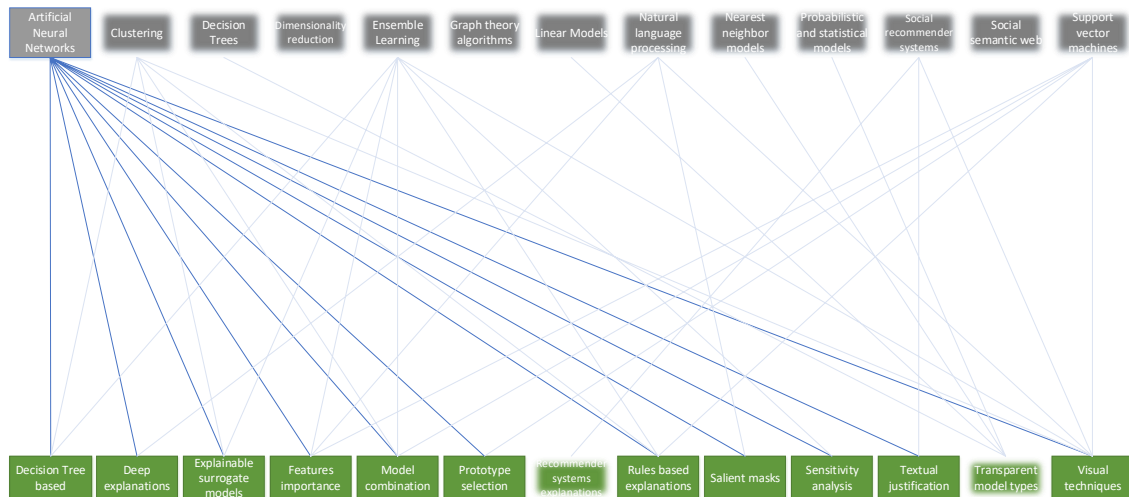 Artificial
Neural
Networks
Clustering
Decision
Trees
Dimensionality
reduction
Ensemble
Learning
Graph theory
algorithms
Linear Models
Natural
language
processing
Nearest
neighbor
models
Probabilistic
and statistical
models
Social
recommender
systems
Social
semantic web
Support
vector
machines
Decision Tree
based
Deep
explanations
Explainable
surrogate
models
Features
importance
Model
combination
Prototype
selection
Recommender
systems
explanations
Rules based
explanations
Salient masks
Sensitivity
analysis
Textual
justification
Transparent
model types
Visual
techniques